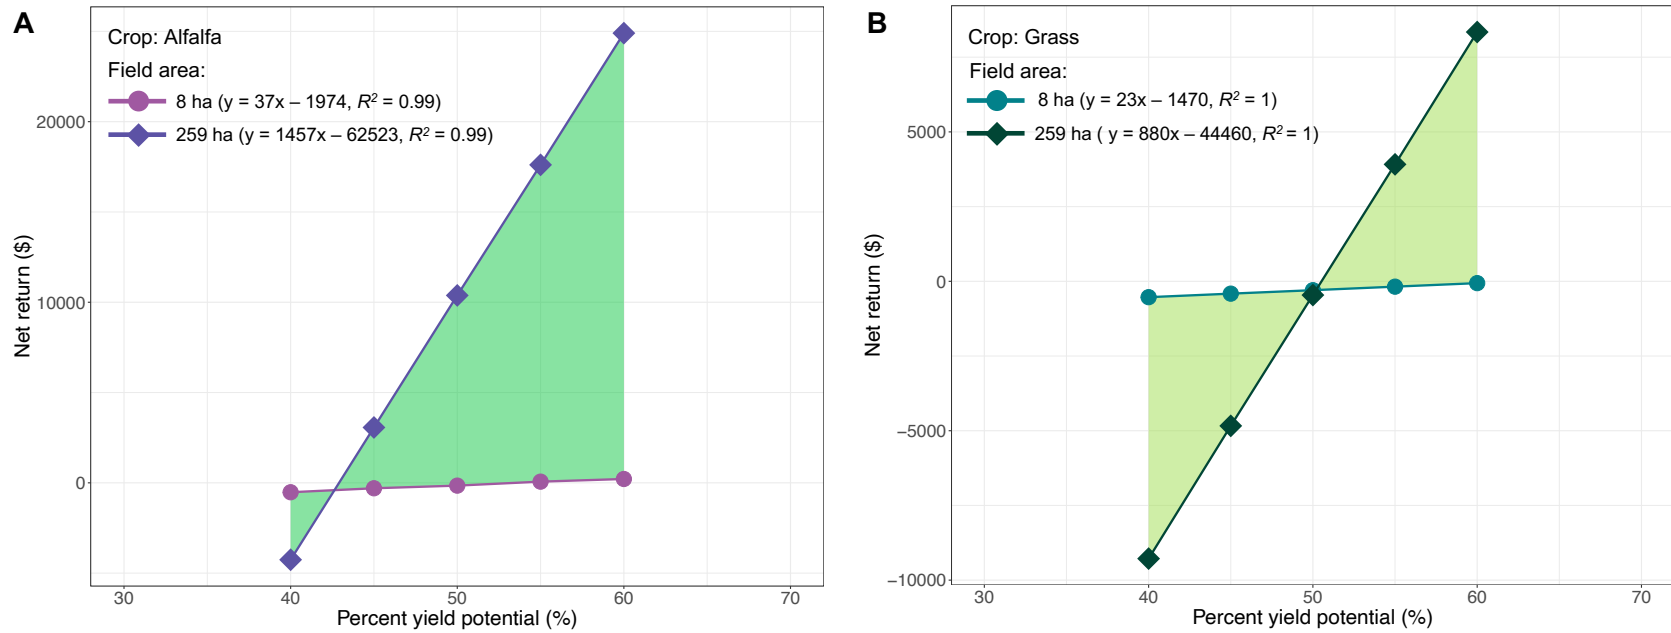 A
Crop: Alfalfa
Field area:
8 ha (y = 37x – 1974, R² = 0.99)
259 ha (y = 1457x – 62523, R² = 0.99)
20000
10000
0
Net return ($)
30 40 50 60 70
Percent yield potential (%)
B
Crop: Grass
Field area:
8 ha (y = 23x – 1470, R² = 1)
259 ha ( y = 880x – 44460, R² = 1)
5000
0
−5000
−10000
Net return ($)
30 40 50 60 70
Percent yield potential (%)